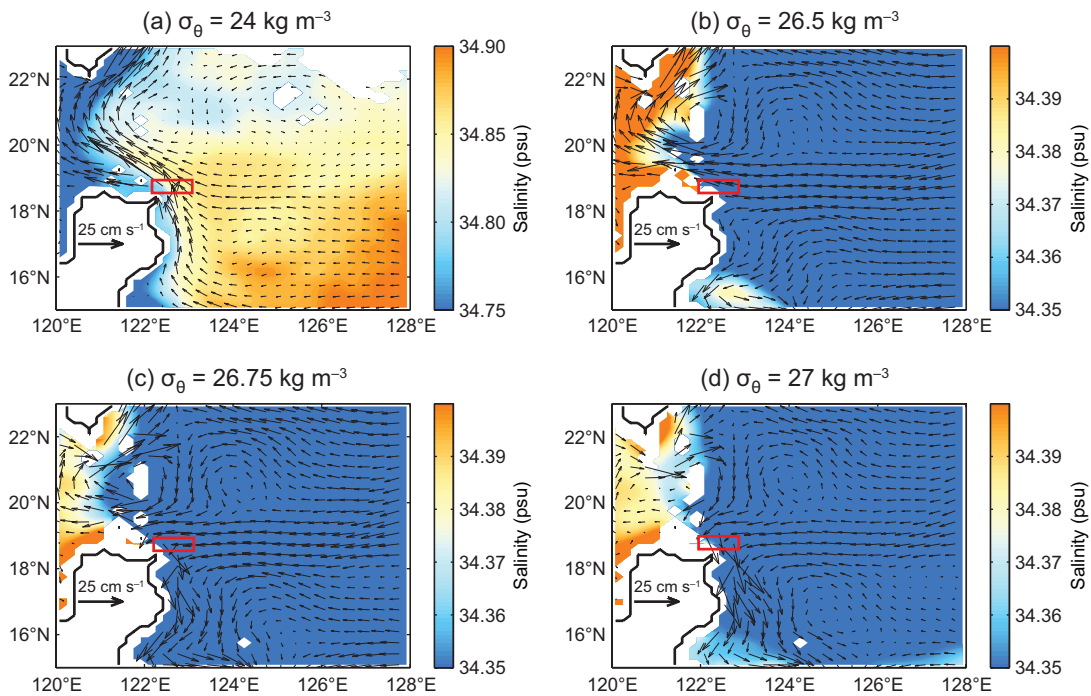 (a) σθ = 24 kg m⁻³
22°N
20°N
18°N
16°N
25 cm s⁻¹
120°E 122°E 124°E 126°E 128°E
34.90
34.85
34.80
34.75
Salinity (psu)
(b) σθ = 26.5 kg m⁻³
22°N
20°N
18°N
16°N
25 cm s⁻¹
120°E 122°E 124°E 126°E 128°E
34.39
34.38
34.37
34.36
34.35
Salinity (psu)
(c) σθ = 26.75 kg m⁻³
22°N
20°N
18°N
16°N
25 cm s⁻¹
120°E 122°E 124°E 126°E 128°E
34.39
34.38
34.37
34.36
34.35
Salinity (psu)
(d) σθ = 27 kg m⁻³
22°N
20°N
18°N
16°N
25 cm s⁻¹
120°E 122°E 124°E 126°E 128°E
34.39
34.38
34.37
34.36
34.35
Salinity (psu)